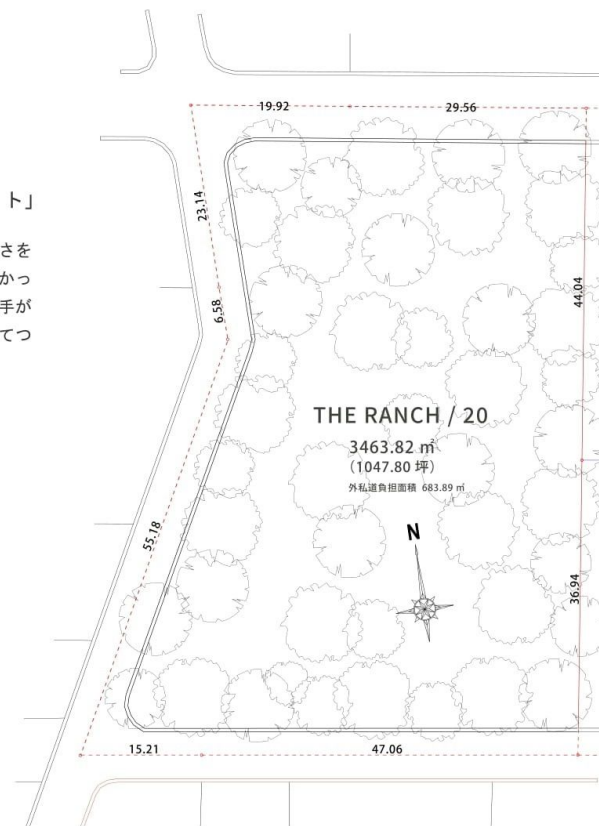 ト」
さを
かっ
手が
てつ
19.92
29.56
23.14
6.58
44.04
THE RANCH / 20
3463.82 ㎡
（1047.80 坪）
外私道負担面積 683.89 ㎡
N
55.18
36.94
15.21
47.06